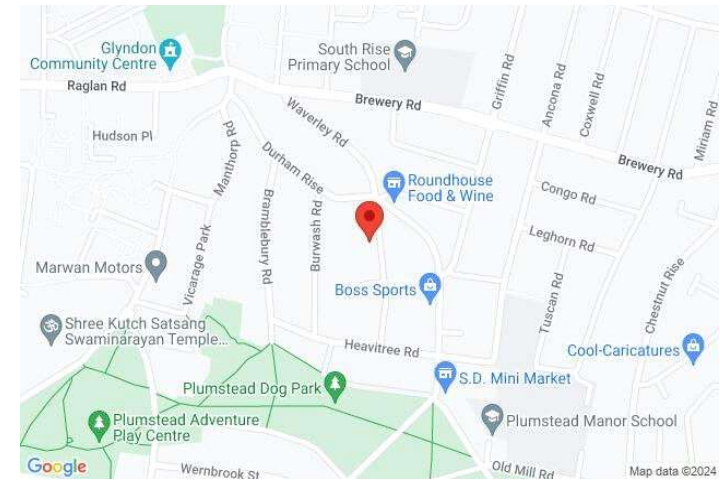 Glyndon
Community Centre
South Rise
Primary School
Raglan Rd
Brewery Rd
Griffin Rd
Ancona Rd
Coxwell Rd
Miriam Rd
Waverley Rd
Hudson Pl
Manthorp Rd
Durham Rise
Brewery Rd
Roundhouse
Food & Wine
Congo Rd
Bramblebury Rd
Burwash Rd
Vicarage Park
Leghorn Rd
Marwan Motors
Boss Sports
Tuscan Rd
Chestnut Rise
Shree Kutch Satsang
Swaminarayan Temple...
Heavitree Rd
Cool-Caricatures
S.D. Mini Market
Plumstead Dog Park
Plumstead Adventure
Play Centre
Plumstead Manor School
Wernbrook St
Old Mill Rd
Google
Map data ©2024